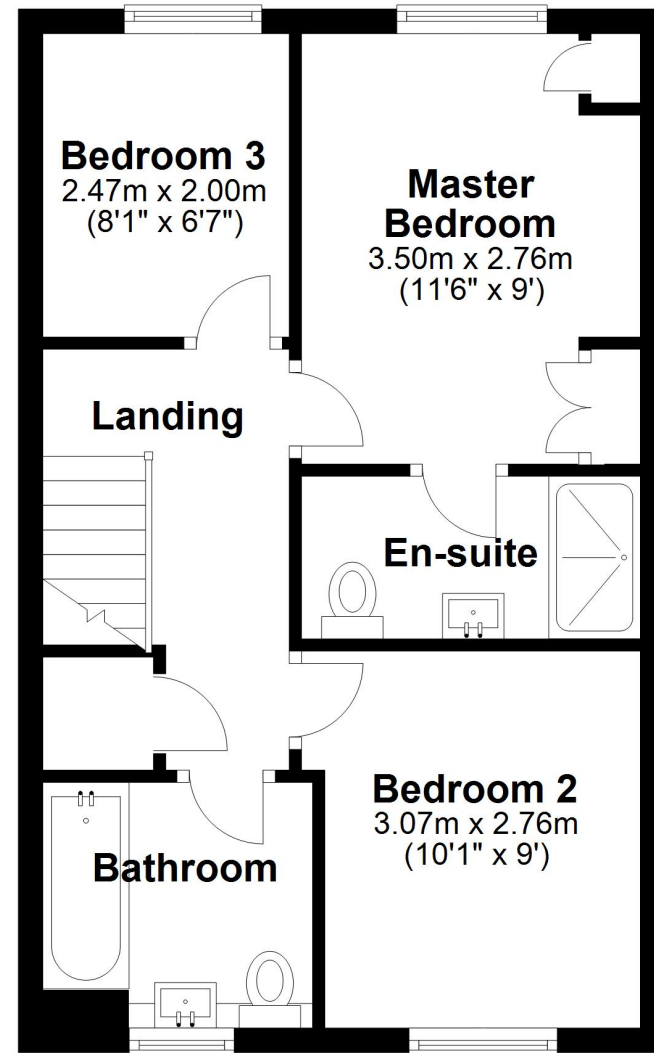 Bedroom 3
2.47m x 2.00m
(8'1" x 6'7")
Master
Bedroom
3.50m x 2.76m
(11'6" x 9')
Landing
En-suite
Bedroom 2
3.07m x 2.76m
(10'1" x 9')
Bathroom